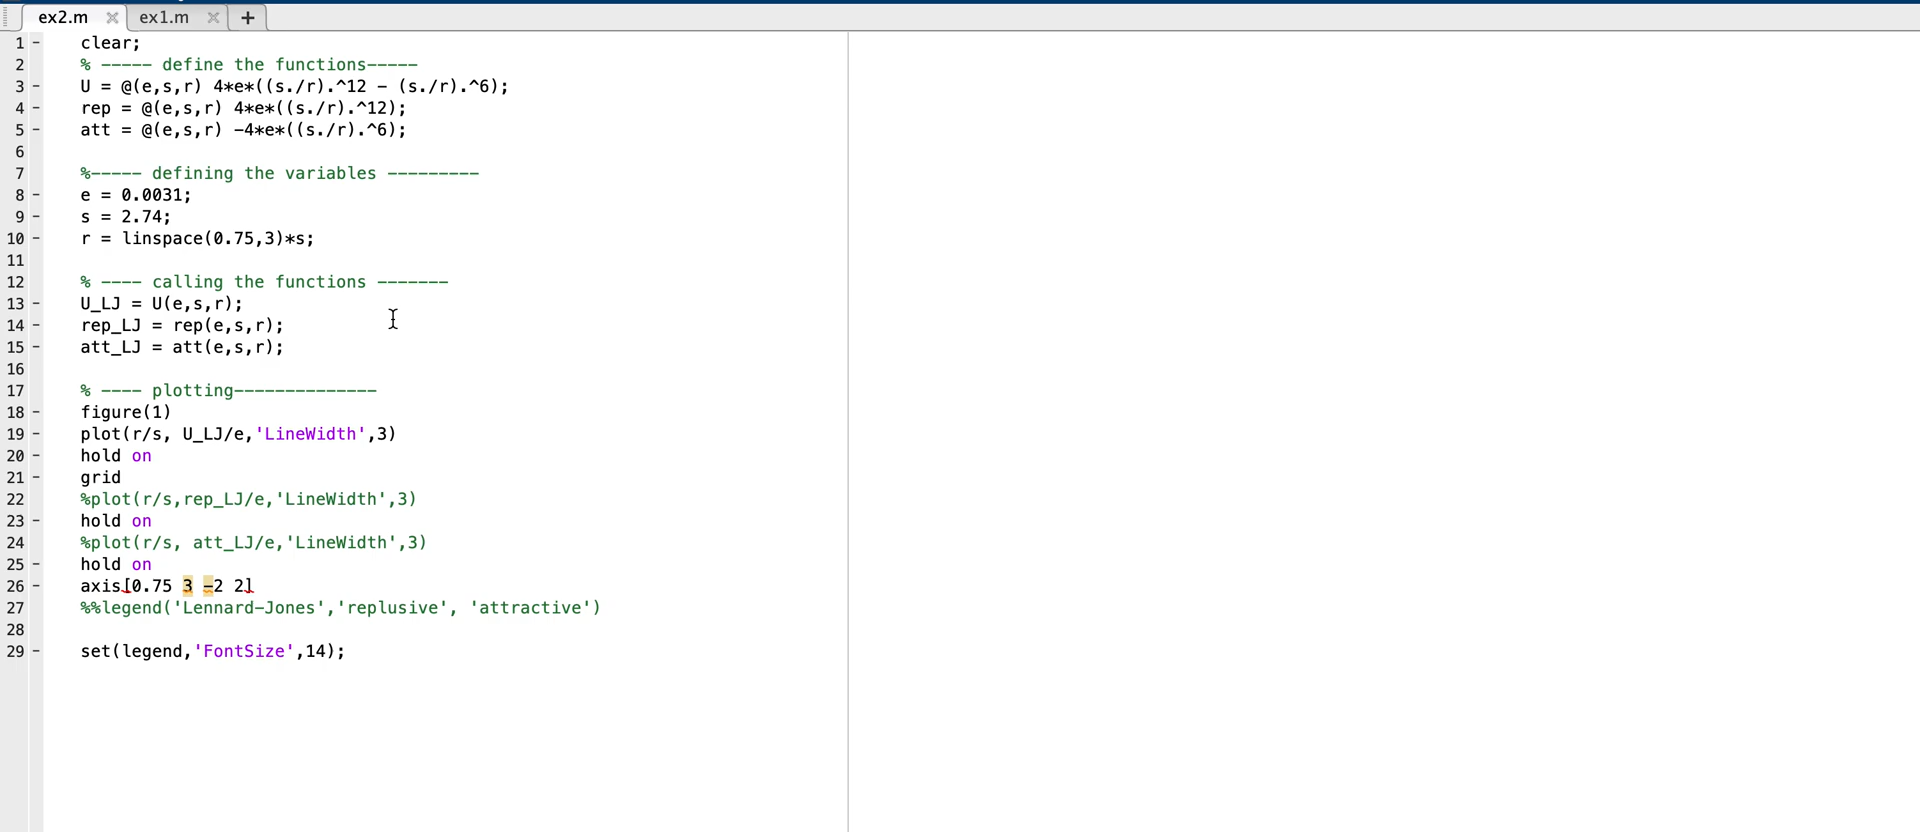 ex2.m × ex1.m × +
1 - clear;
2 % ----- define the functions-----
3 - U = @(e,s,r) 4*e*((s./r).^12 - (s./r).^6);
4 - rep = @(e,s,r) 4*e*((s./r).^12);
5 - att = @(e,s,r) -4*e*((s./r).^6);
6
7 %----- defining the variables ---------
8 - e = 0.0031;
9 - s = 2.74;
10 - r = linspace(0.75,3)*s;
11
12 % ---- calling the functions -------
13 - U_LJ = U(e,s,r);
14 - rep_LJ = rep(e,s,r);
15 - att_LJ = att(e,s,r);
16
17 % ---- plotting--------------
18 - figure(1)
19 - plot(r/s, U_LJ/e,'LineWidth',3)
20 - hold on
21 - grid
22 %plot(r/s,rep_LJ/e,'LineWidth',3)
23 - hold on
24 %plot(r/s, att_LJ/e,'LineWidth',3)
25 - hold on
26 - axis[0.75 3 -2 2]
27 %%legend('Lennard-Jones','replusive', 'attractive')
28
29 - set(legend,'FontSize',14);